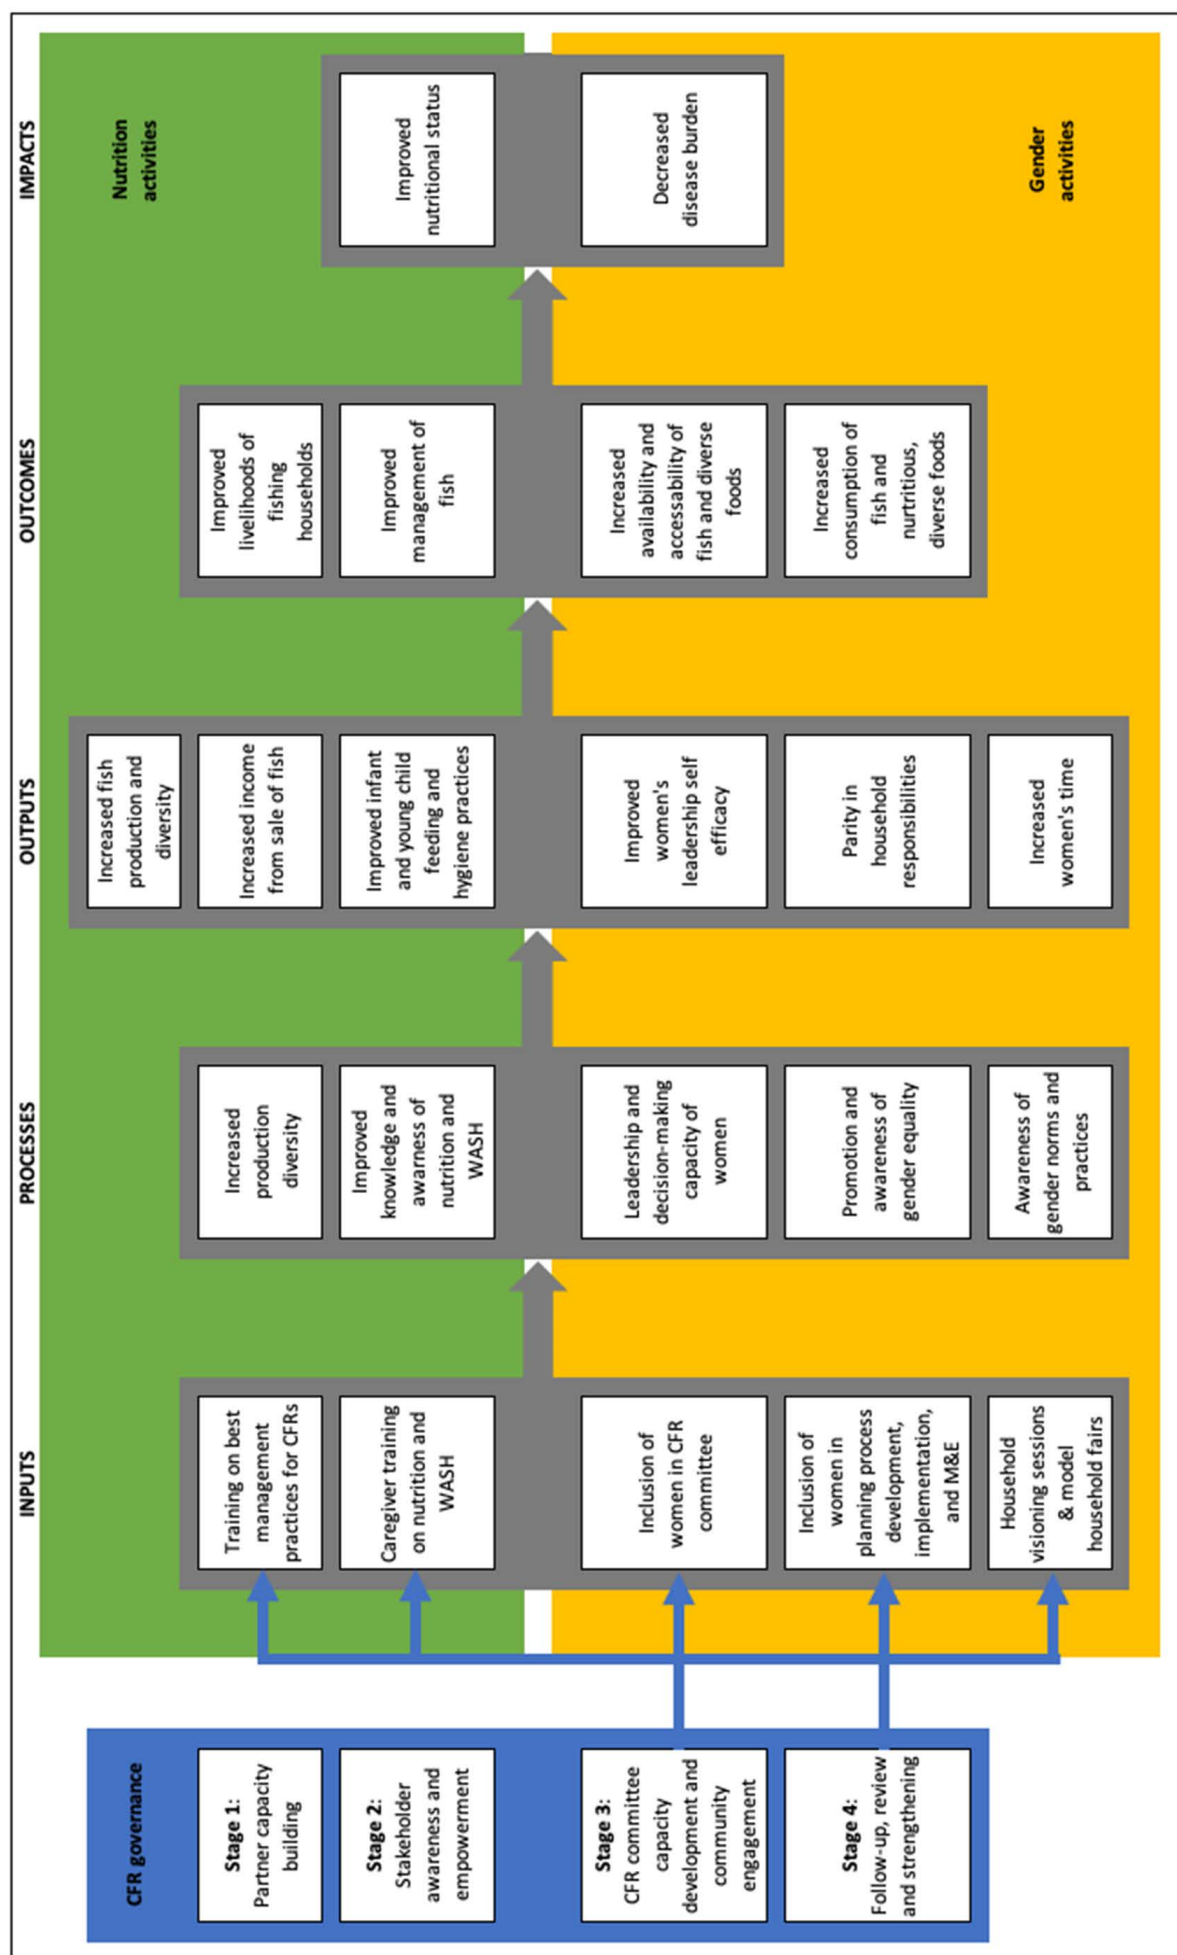 INPUTS
PROCESSES
OUTPUTS
OUTCOMES
IMPACTS
CFR governance
Stage 1:
Partner capacity
building
Stage 2:
Stakeholder
awareness and
empowerment
Stage 3:
CFR committee
capacity
development and
community
engagement
Stage 4:
Follow-up, review
and strengthening
Training on best
management
practices for CFRs
Caregiver training
on nutrition and
WASH
Inclusion of
women in CFR
committee
Inclusion of
women in
planning process
development,
implementation,
and M&E
Household
visioning sessions
& model
household fairs
Increased
production
diversity
Improved
knowledge and
awarness of
nutrition and
WASH
Leadership and
decision-making
capacity of
women
Promotion and
awareness of
gender equality
Awareness of
gender norms and
practices
Increased fish
production and
diversity
Increased income
from sale of fish
Improved infant
and young child
feeding and
hygiene practices
Improved
women's
leadership self
efficacy
Parity in
household
responsibilities
Increased
women's time
Improved
livelihoods of
fishing
households
Improved
management of
fish
Increased
availability and
accessability of
fish and diverse
foods
Increased
consumption of
fish and
nurtritious,
diverse foods
Nutrition
activities
Improved
nutritional status
Decreased
disease burden
Gender
activities